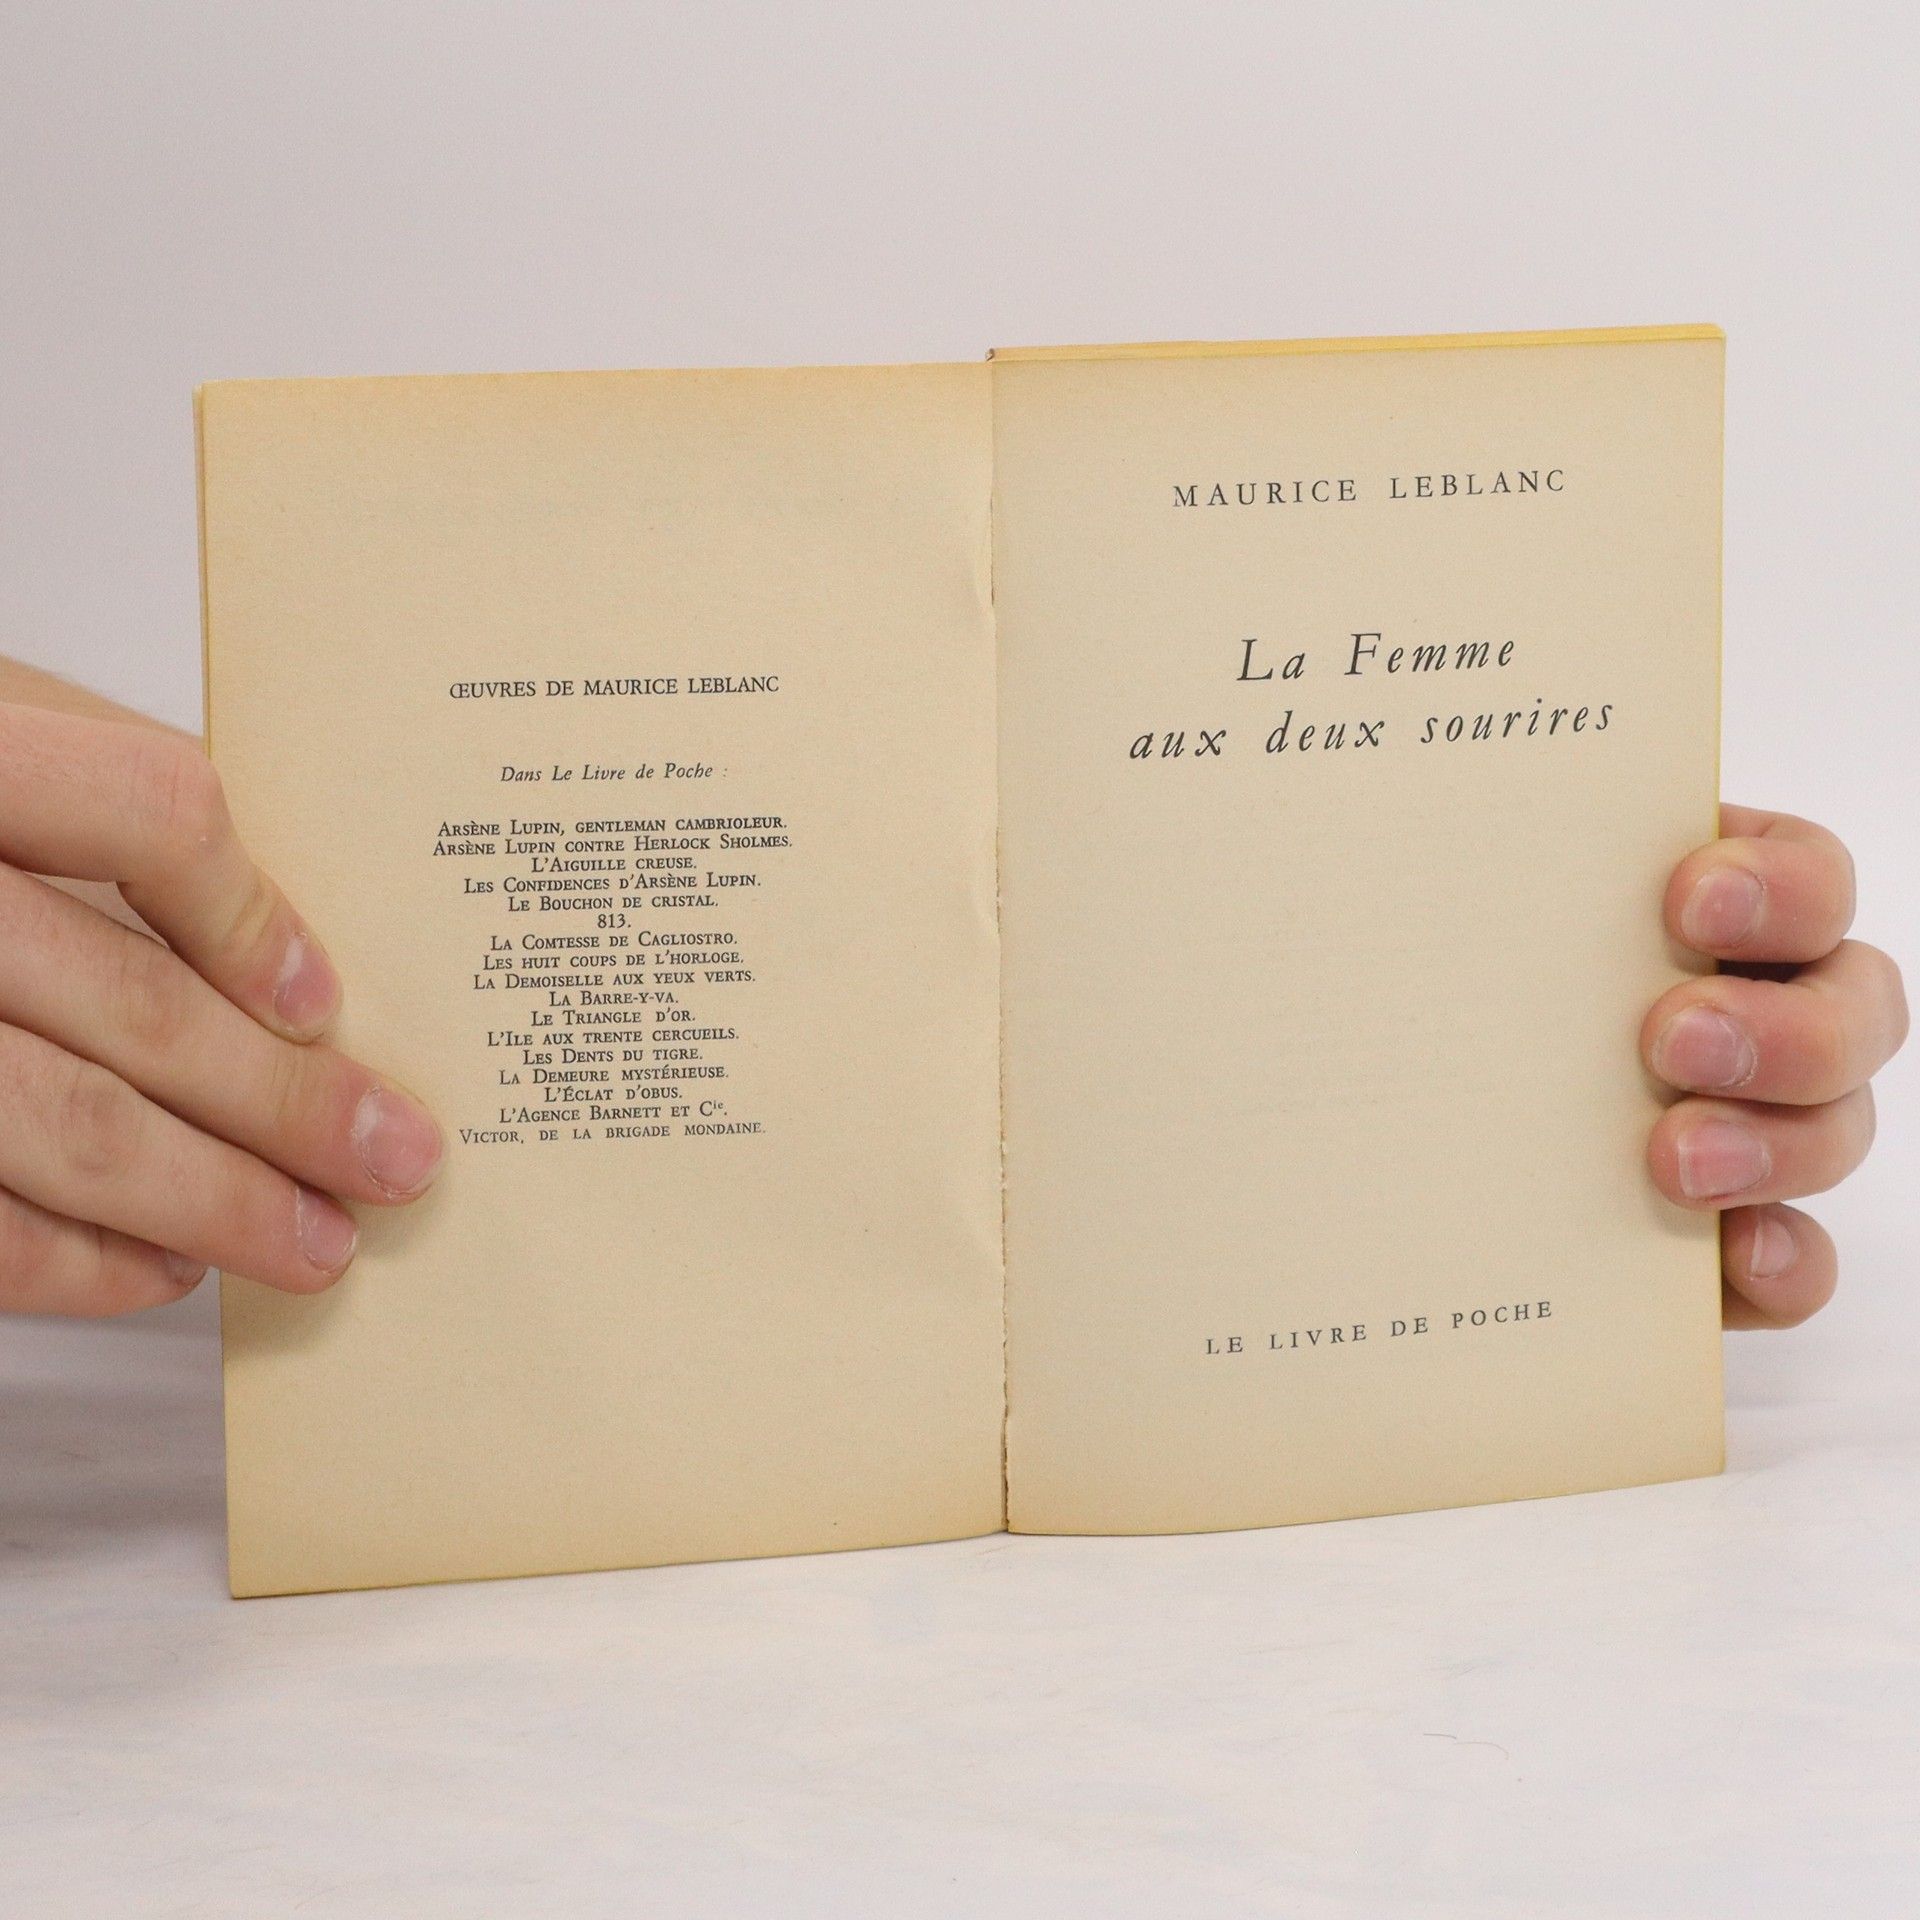 ŒUVRES DE MAURICE LEBLANC
Dans Le Livre de Poche :
ARSÈNE LUPIN, GENTLEMAN CAMBRIOLEUR.
ARSÈNE LUPIN CONTRE HERLOCK SHOLMES.
L'AIGUILLE CREUSE.
LES CONFIDENCES D'ARSÈNE LUPIN.
LE BOUCHON DE CRISTAL.
813.
LA COMTESSE DE CAGLIOSTRO.
LES HUIT COUPS DE L'HORLOGE.
LA DEMOISELLE AUX YEUX VERTS.
LA BARRE-Y-VA.
LE TRIANGLE D'OR.
L'ILE AUX TRENTE CERCUEILS.
LES DENTS DU TIGRE.
LA DEMEURE MYSTÉRIEUSE.
L'ÉCLAT D'OBUS.
L'AGENCE BARNETT ET Cie.
VICTOR, DE LA BRIGADE MONDAINE.
MAURICE LEBLANC
La Femme
aux deux sourires
LE LIVRE DE POCHE